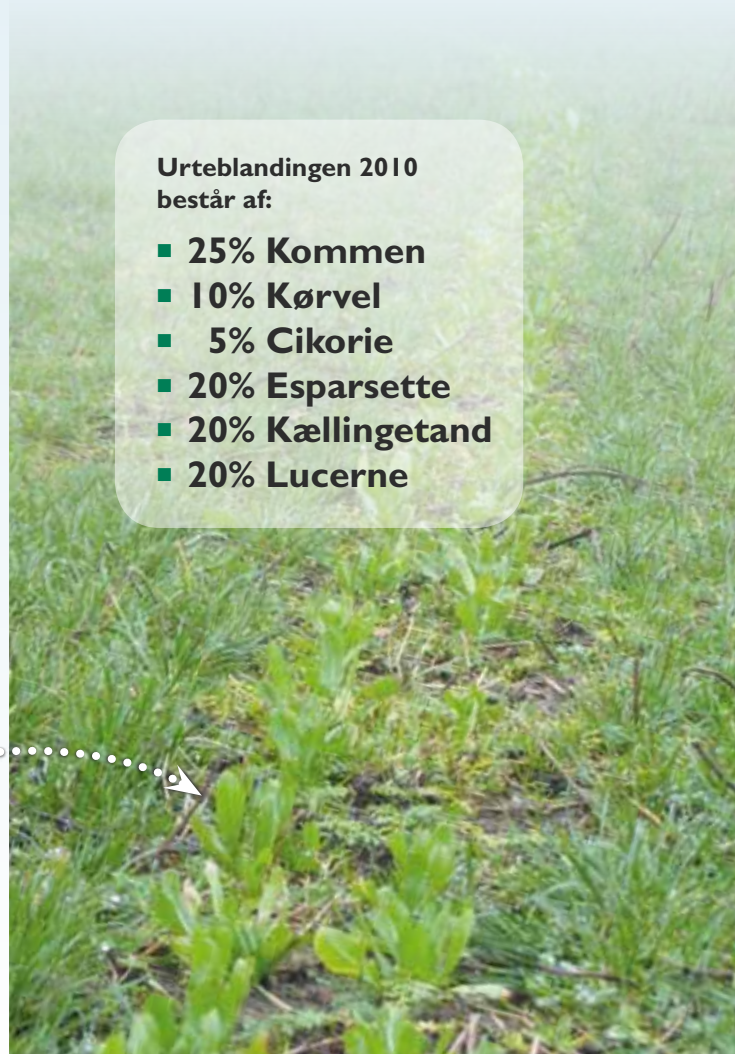 Urteblandingen 2010
består af:
▪ 25% Kommen
▪ 10% Kørvel
▪ 5% Cikorie
▪ 20% Esparsette
▪ 20% Kællingetand
▪ 20% Lucerne